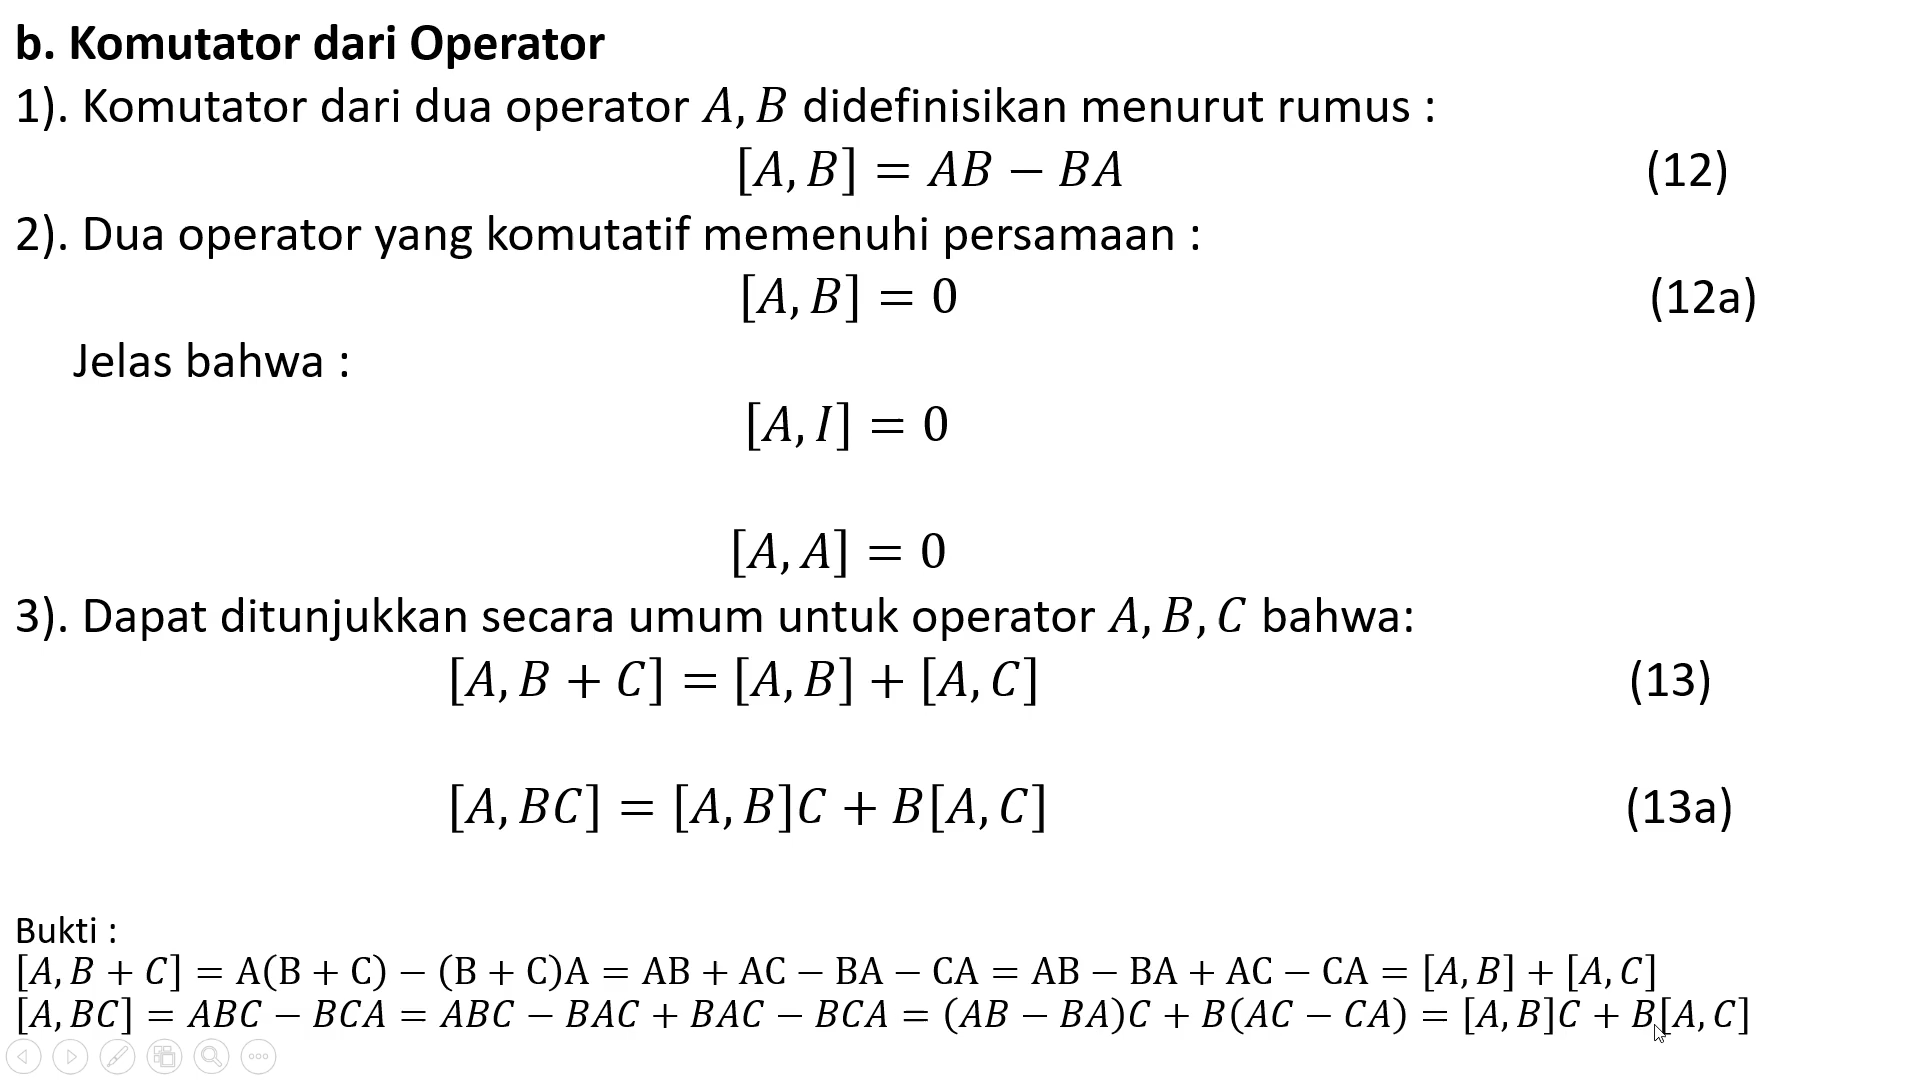 b. Komutator dari Operator
1). Komutator dari dua operator A, B didefinisikan menurut rumus :
[A, B] = AB − BA (12)
2). Dua operator yang komutatif memenuhi persamaan :
[A, B] = 0 (12a)
Jelas bahwa :
[A, I] = 0
[A, A] = 0
3). Dapat ditunjukkan secara umum untuk operator A, B, C bahwa:
[A, B + C] = [A, B] + [A, C] (13)
[A, BC] = [A, B]C + B[A, C] (13a)
Bukti :
[A, B + C] = A(B + C) − (B + C)A = AB + AC − BA − CA = AB − BA + AC − CA = [A, B] + [A, C]
[A, BC] = ABC − BCA = ABC − BAC + BAC − BCA = (AB − BA)C + B(AC − CA) = [A, B]C + B[A, C]